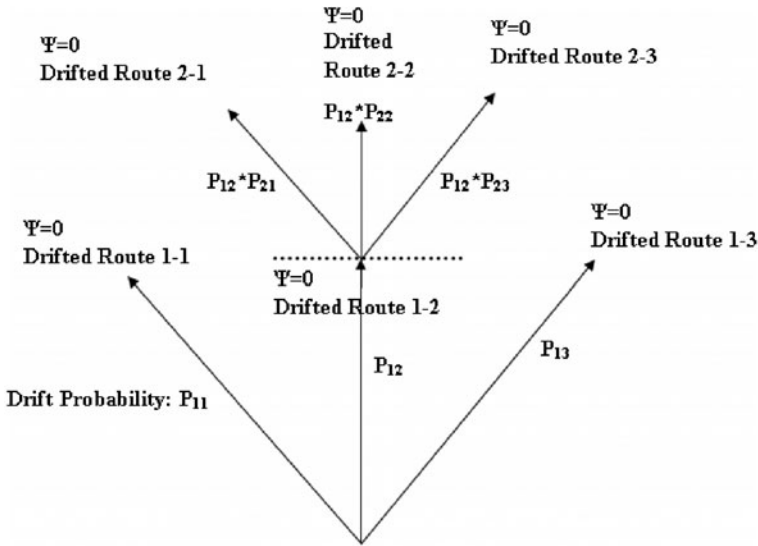 Ψ=0
Drifted
Route 2-2
Ψ=0
Drifted Route 2-1
Ψ=0
Drifted Route 2-3
P12*P22
P12*P21
P12*P23
Ψ=0
Drifted Route 1-1
Ψ=0
Drifted Route 1-3
Ψ=0
Drifted Route 1-2
P12
P13
Drift Probability: P11